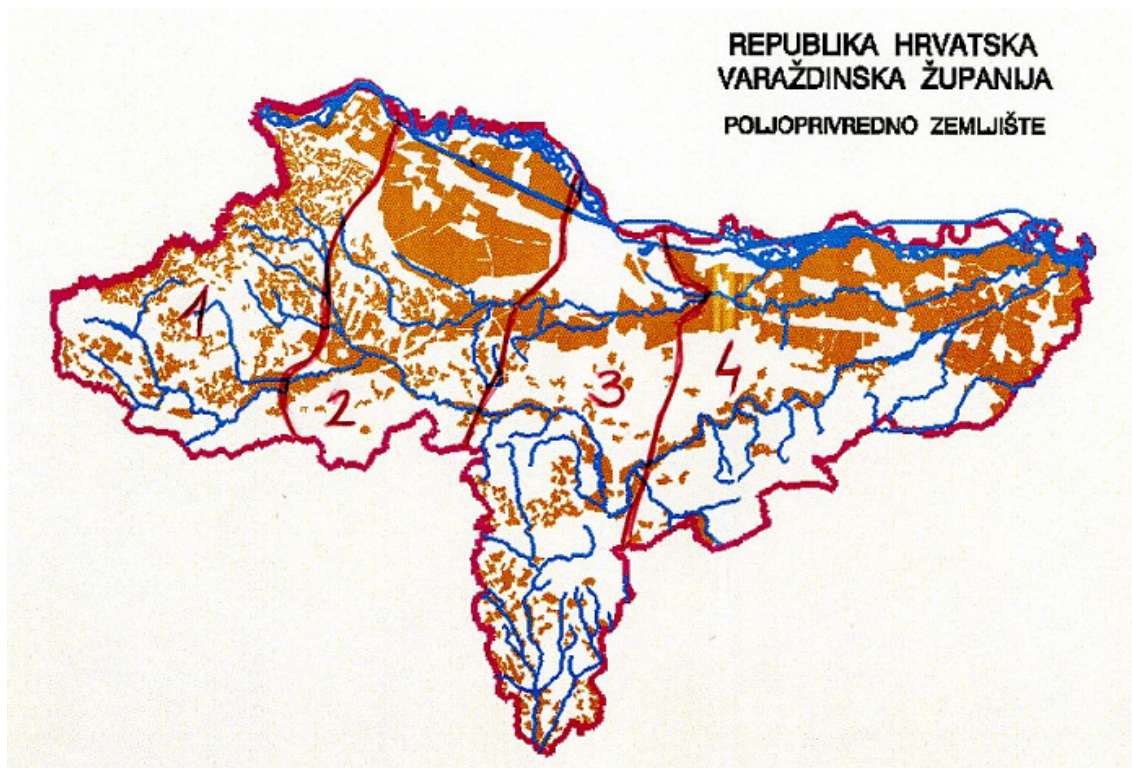 REPUBLIKA HRVATSKA
VARAŽDINSKA ŽUPANIJA
POLJOPRIVREDNO ZEMLJIŠTE
1
2
3
4